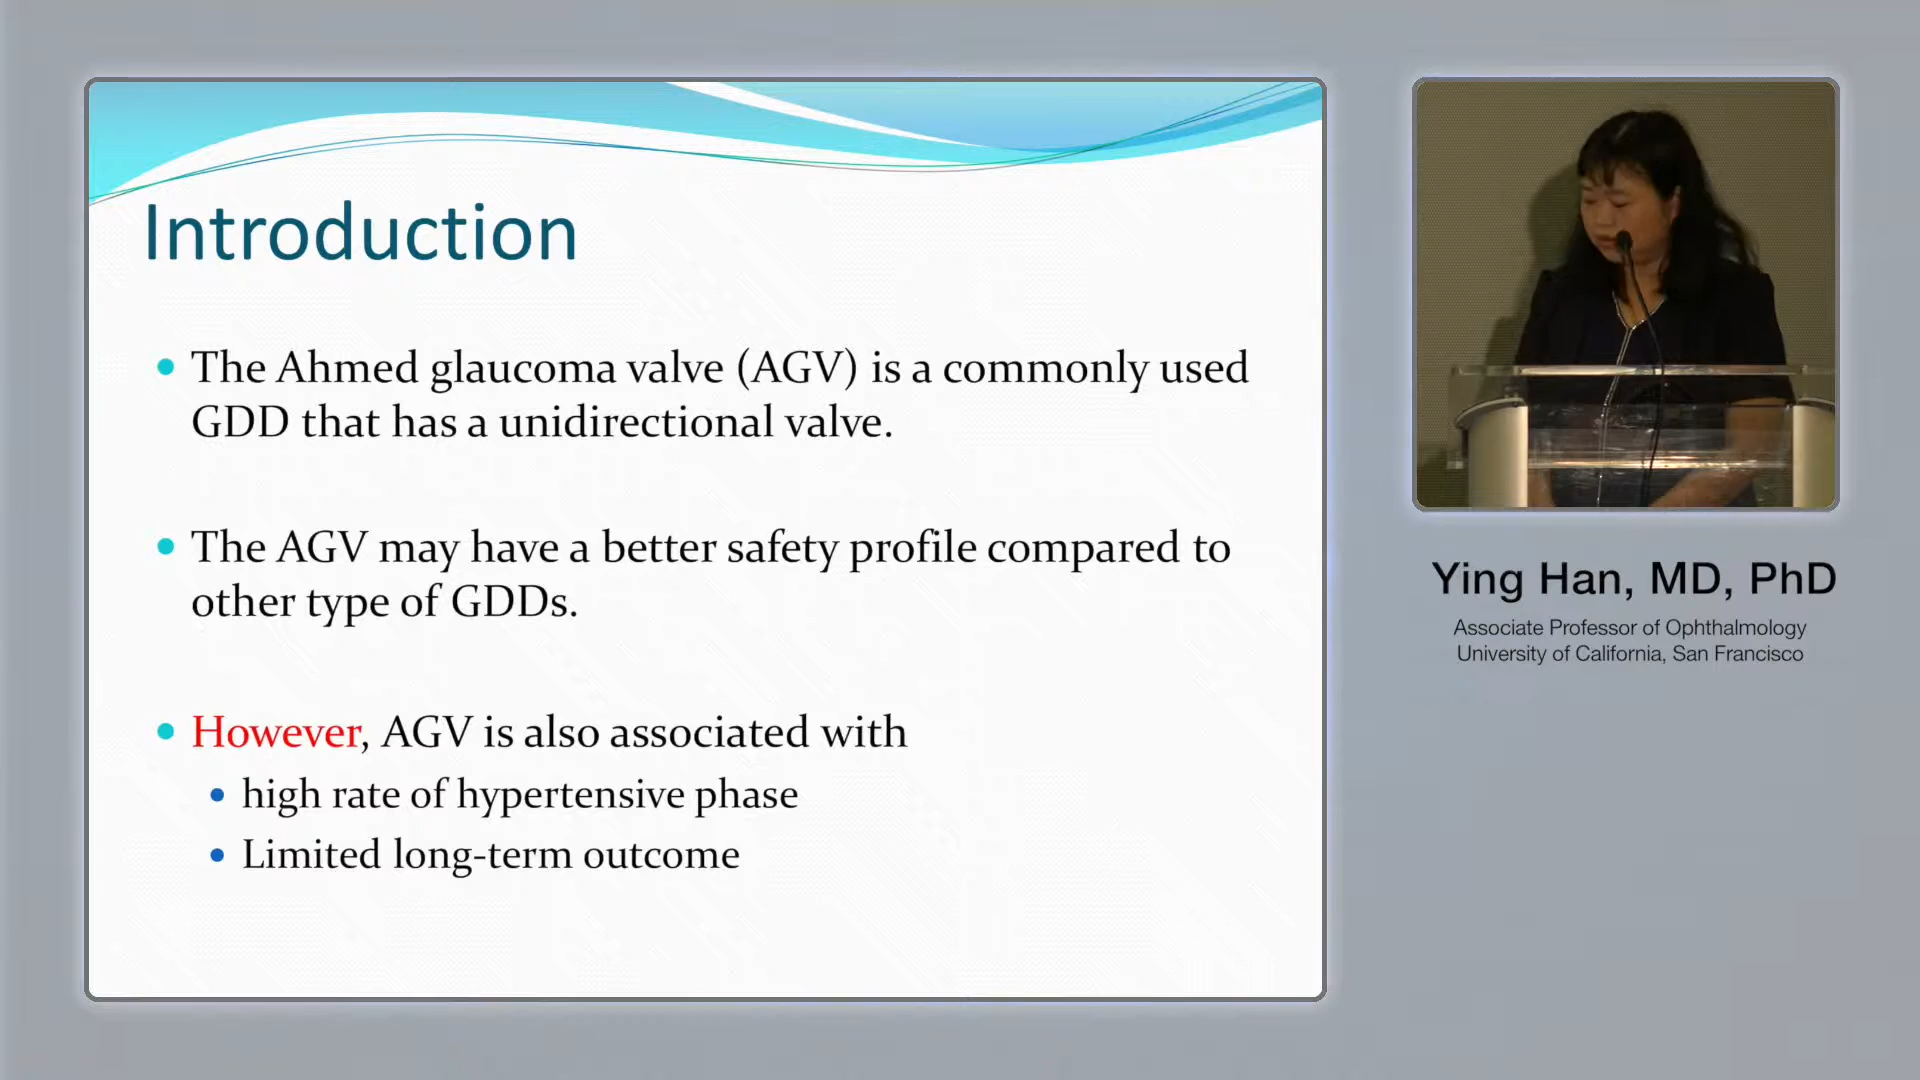 Introduction
The Ahmed glaucoma valve (AGV) is a commonly used
GDD that has a unidirectional valve.
The AGV may have a better safety profile compared to
other type of GDDs.
However, AGV is also associated with
high rate of hypertensive phase
Limited long-term outcome
Ying Han, MD, PhD
Associate Professor of Ophthalmology
University of California, San Francisco